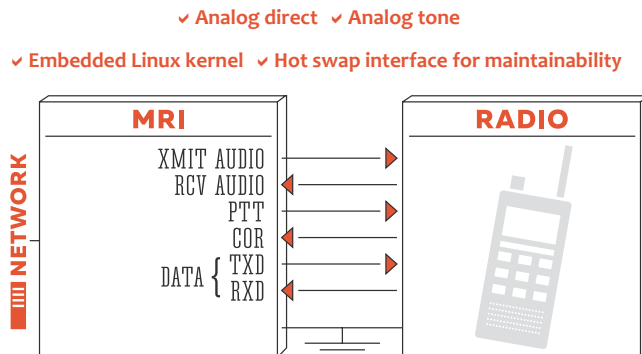 ✓ Analog direct ✓ Analog tone
✓ Embedded Linux kernel ✓ Hot swap interface for maintainability
MRI
RADIO
NETWORK
XMIT AUDIO
RCV AUDIO
PTT
COR
DATA { TXD
RXD